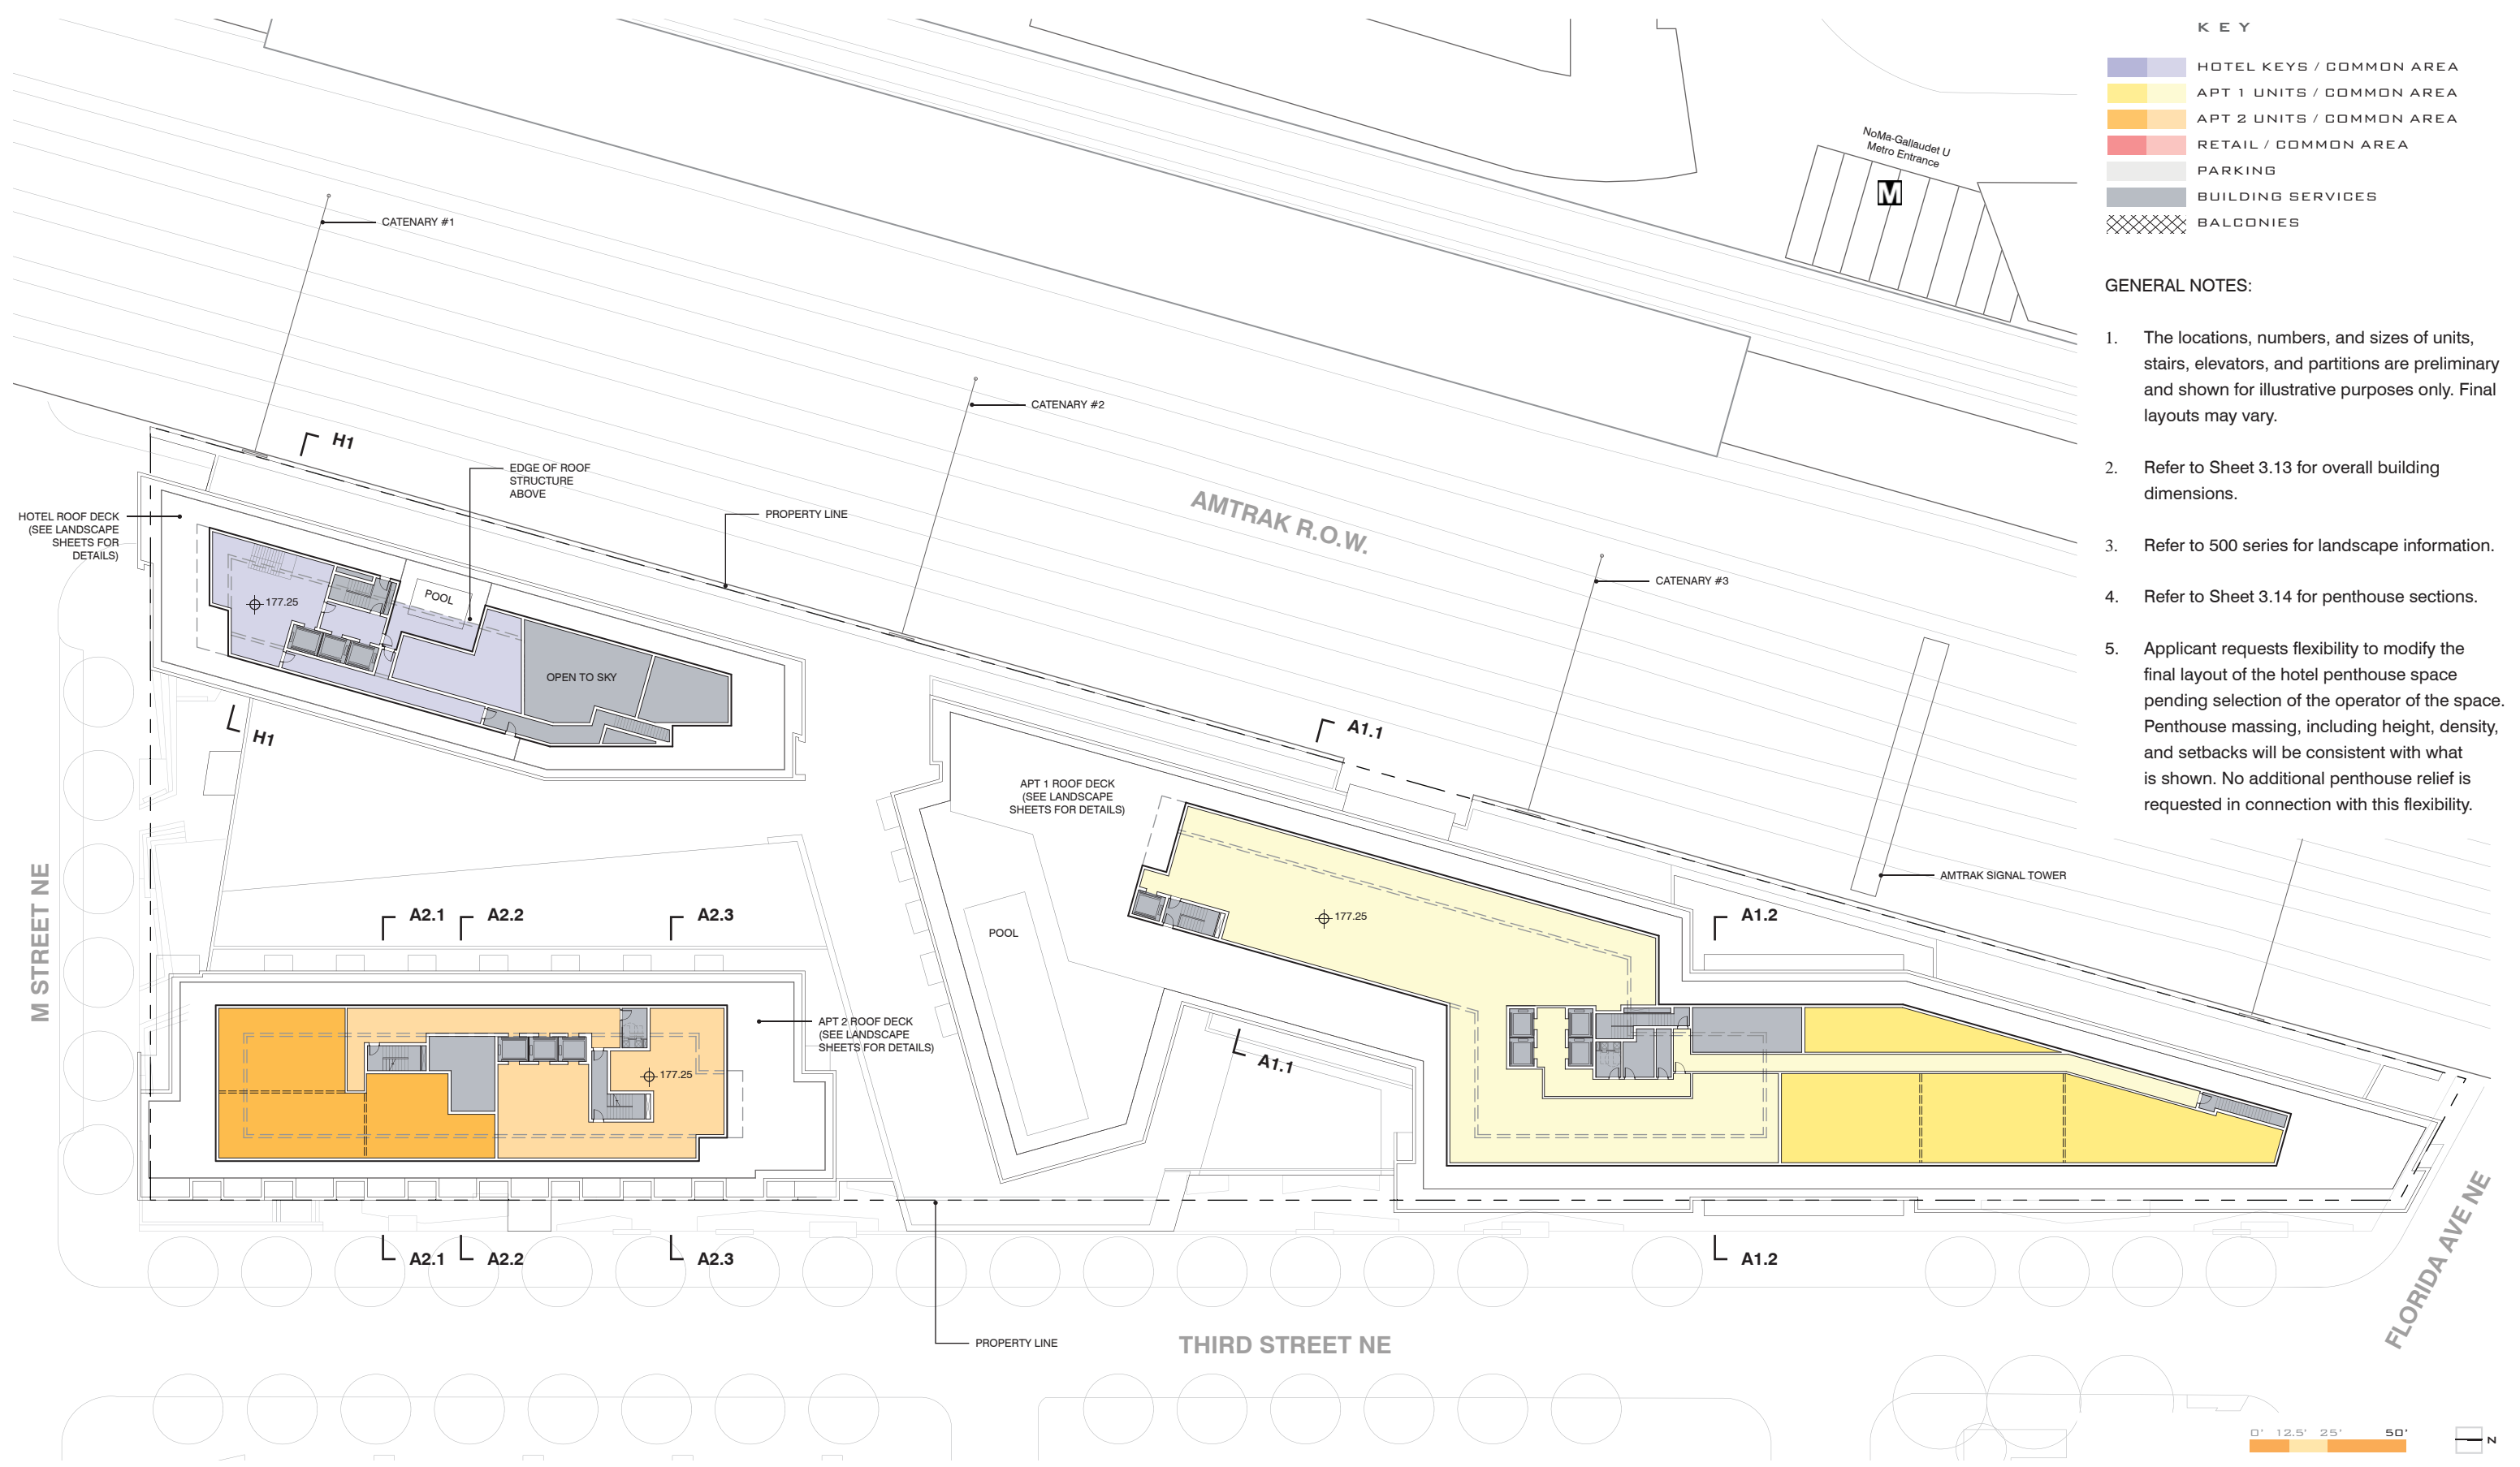 KEY
HOTEL KEYS / COMMON AREA
APT 1 UNITS / COMMON AREA
APT 2 UNITS / COMMON AREA
RETAIL / COMMON AREA
PARKING
BUILDING SERVICES
BALCONIES
GENERAL NOTES:
1. The locations, numbers, and sizes of units,
stairs, elevators, and partitions are preliminary
and shown for illustrative purposes only. Final
layouts may vary.
2. Refer to Sheet 3.13 for overall building
dimensions.
3. Refer to 500 series for landscape information.
4. Refer to Sheet 3.14 for penthouse sections.
5. Applicant requests flexibility to modify the
final layout of the hotel penthouse space
pending selection of the operator of the space.
Penthouse massing, including height, density,
and setbacks will be consistent with what
is shown. No additional penthouse relief is
requested in connection with this flexibility.
NoMa-Gallaudet U
Metro Entrance
M
CATENARY #1
CATENARY #2
CATENARY #3
H1
EDGE OF ROOF
STRUCTURE
ABOVE
HOTEL ROOF DECK
(SEE LANDSCAPE
SHEETS FOR
DETAILS)
PROPERTY LINE
AMTRAK R.O.W.
177.25
POOL
OPEN TO SKY
H1
A1.1
APT 1 ROOF DECK
(SEE LANDSCAPE
SHEETS FOR DETAILS)
AMTRAK SIGNAL TOWER
M STREET NE
A2.1
A2.2
A2.3
POOL
177.25
A1.2
APT 2 ROOF DECK
(SEE LANDSCAPE
SHEETS FOR DETAILS)
177.25
A1.1
A2.1
A2.2
A2.3
A1.2
PROPERTY LINE
THIRD STREET NE
FLORIDA AVE NE
0' 12.5' 25' 50'
N